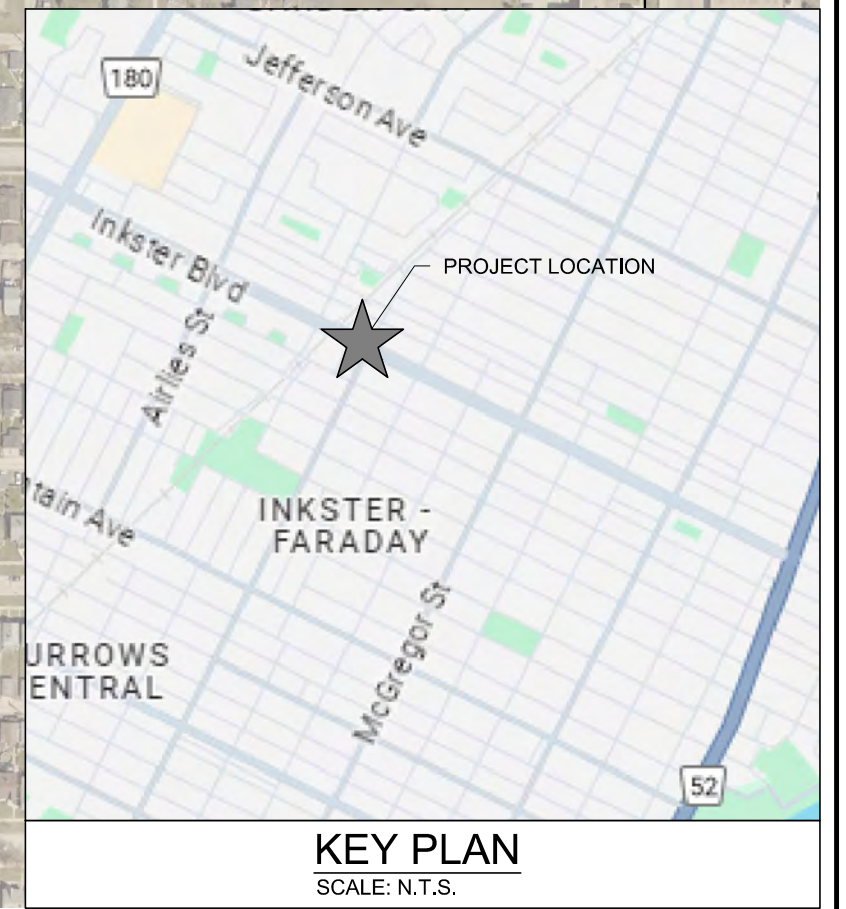 180
Jefferson Ave
Inkster Blvd
PROJECT LOCATION
Airlies St
INKSTER -
FARADAY
tain Ave
McGregor St
URROWS
ENTRAL
52
KEY PLAN
SCALE: N.T.S.